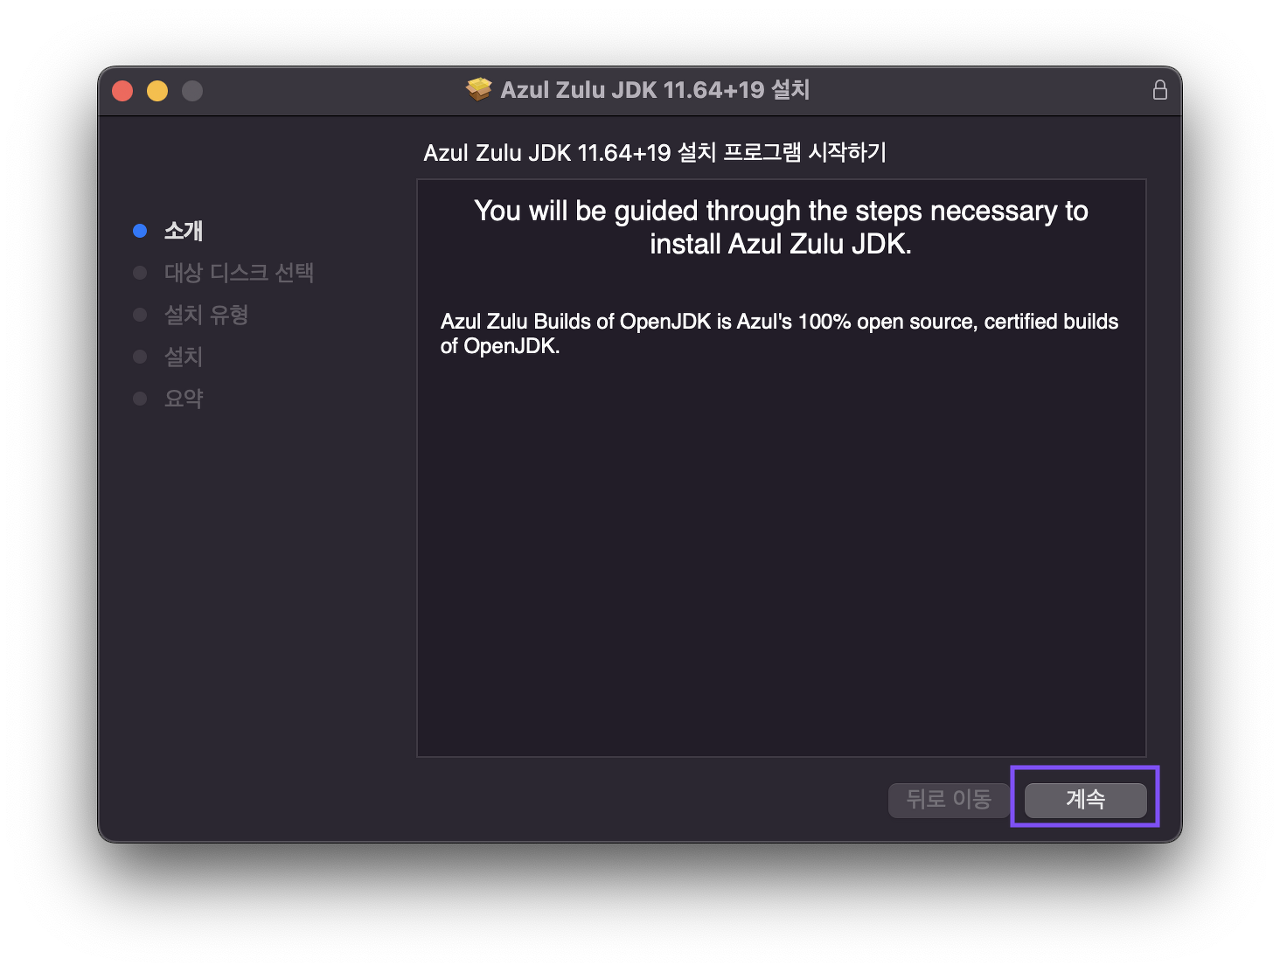 Azul Zulu JDK 11.64+19 설치
Azul Zulu JDK 11.64+19 설치 프로그램 시작하기
소개
대상 디스크 선택
설치 유형
설치
요약
You will be guided through the steps necessary to
install Azul Zulu JDK.
Azul Zulu Builds of OpenJDK is Azul's 100% open source, certified builds
of OpenJDK.
뒤로 이동
계속